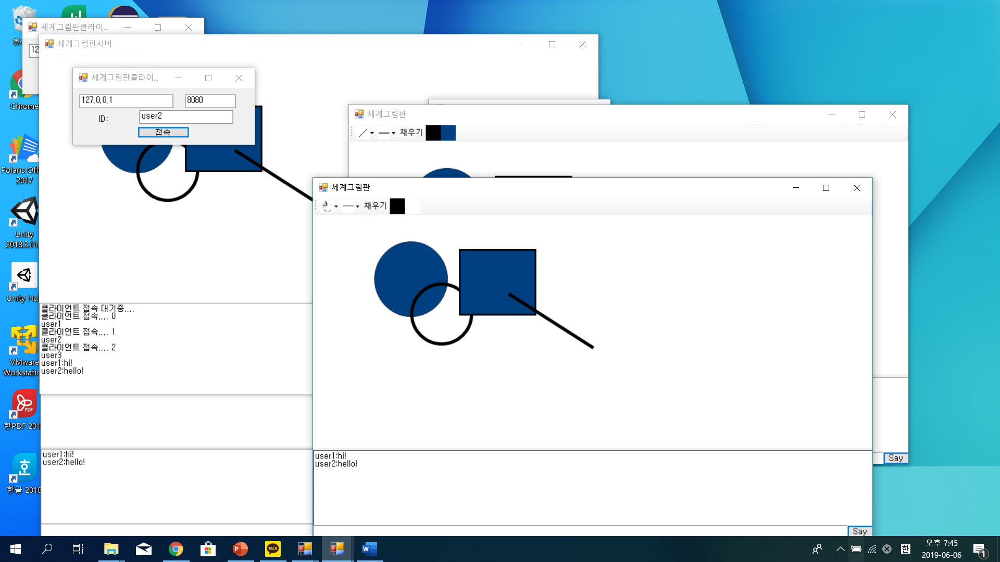 휴
Chrome
Polaris Off
2017
Unity
2018.3.11.
Unity Hu
VMware
Workstatio
PDF
한PDF 201
한글 2018
세계그림판클라이...
12
세계그림판서버
세계그림판클라이...
127.0.0.1
8080
ID:
user2
접속
클라이언트 접속 대기중....
클라이언트 접속.... 0
user1
클라이언트 접속.... 1
user2
클라이언트 접속.... 2
user3
user1:hi!
user2:hello!
user1:hi!
user2:hello!
세계그림판
채우기
Say
세계그림판
채우기
user1:hi!
user2:hello!
Say
P
TALK
W
한
오후 7:45
2019-06-06
1